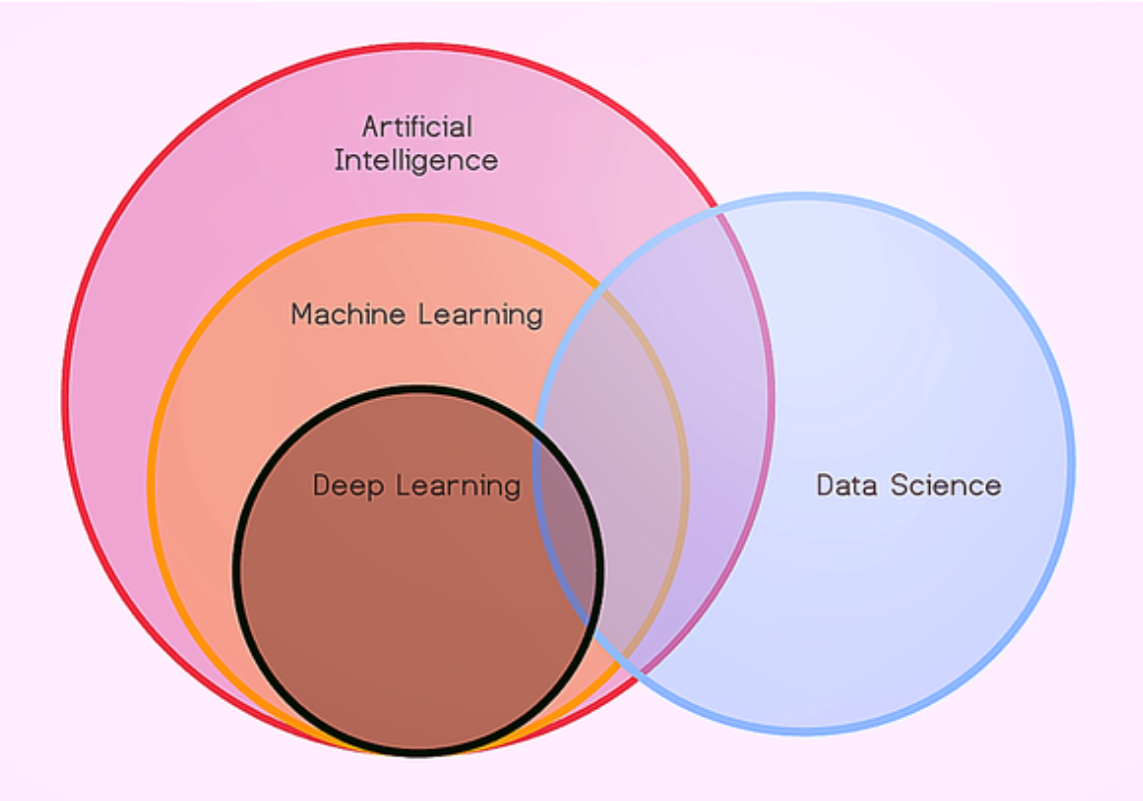 Artificial
Intelligence
Machine Learning
Deep Learning
Data Science